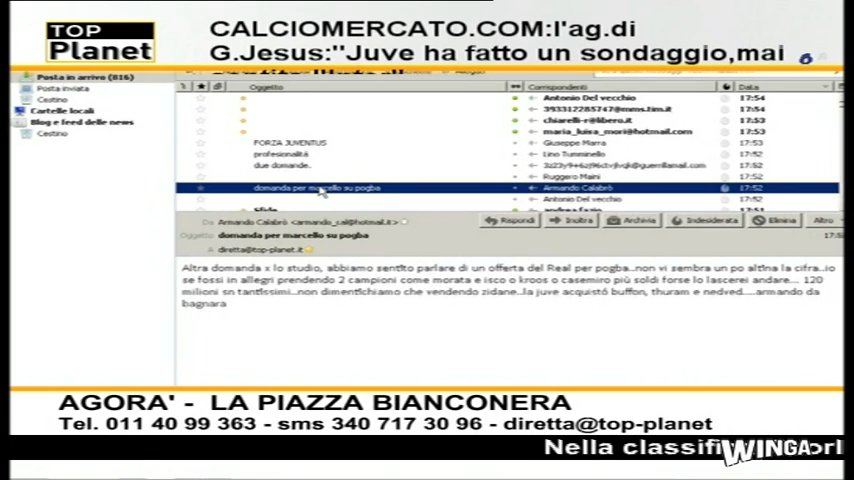 TOP
Planet
CALCIOMERCATO.COM:l'ag.di
G.Jesus:"Juve ha fatto un sondaggio,mai
6
Posta in arrivo (816)
Posta inviata
Cestino
Cartelle locali
Blog e feed delle news
Cestino
Oggetto Corrispondenti Data
Antonio Del vecchio 17:54
393312285747@mms.tim.it 17:54
chiarelli-r@libero.it 17:53
maria_luisa_mori@hotmail.com 17:53
FORZA JUVENTUS Giuseppe Marra 17:53
profesionalità Lino Tumminello 17:52
due domande. 17:52
Ruggero Maini 17:52
domanda per marcello su pogba Armando Calabrò 17:52
Antonio Del vecchio 17:52
Sfide andrea fazio
Da Armando Calabrò <armando_cal@hotmail.it>
Rispondi Inoltra Archivia Indesiderata Elimina Altro
Oggetto domanda per marcello su pogba
A diretta@top-planet.it
Altra domanda x lo studio, abbiamo sentito parlare di un offerta del Real per pogba..non vi sembra un po altina la cifra..io
se fossi in allegri prendendo 2 campioni come morata e isco o kroos o casemiro più soldi forse lo lascerei andare... 120
milioni sn tantissimi...non dimentichiamo che vendendo zidane..la juve acquistò buffon, thuram e nedved....armando da
bagnara
AGORA' - LA PIAZZA BIANCONERA
Tel. 011 40 99 363 - sms 340 717 30 96 - diretta@top-planet
Nella classifi
WINGA